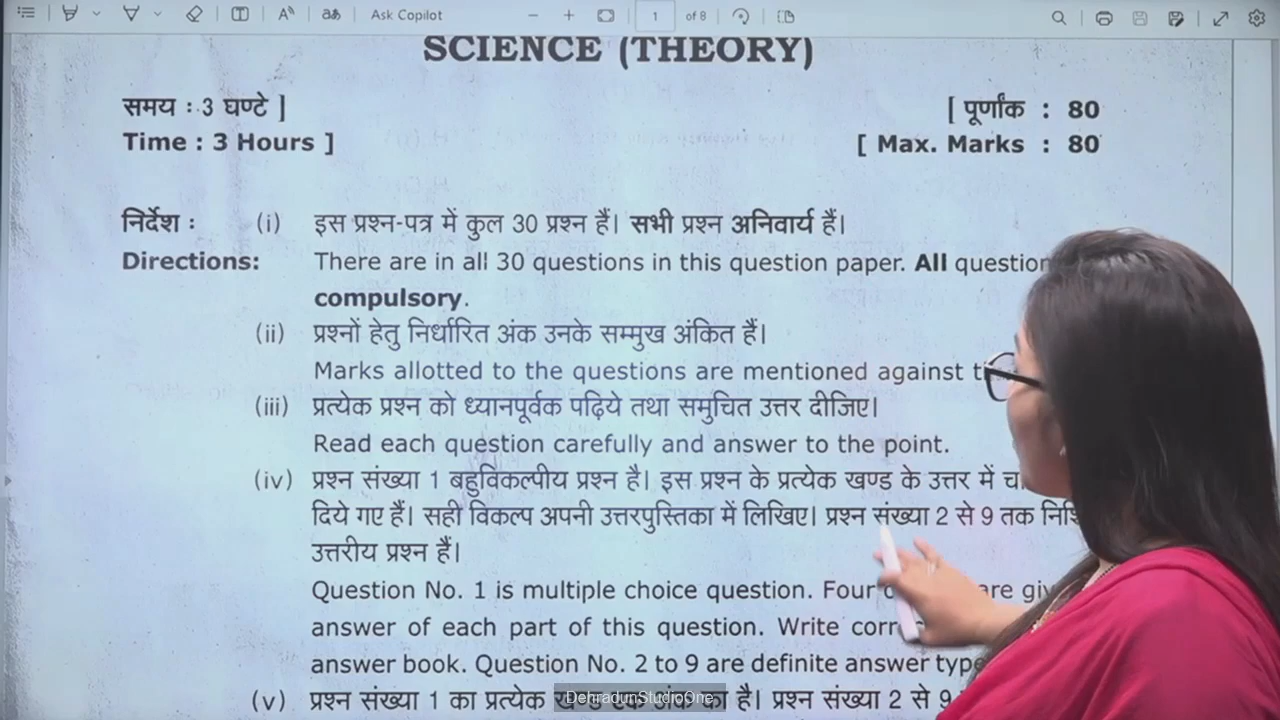 Ask Copilot
1 of 8
SCIENCE (THEORY)
समय : 3 घण्टे ] [ पूर्णांक : 80
Time : 3 Hours ] [ Max. Marks : 80
निर्देश : (i) इस प्रश्न-पत्र में कुल 30 प्रश्न हैं। सभी प्रश्न अनिवार्य हैं।
Directions: There are in all 30 questions in this question paper. All question
compulsory.
(ii) प्रश्नों हेतु निर्धारित अंक उनके सम्मुख अंकित हैं।
Marks allotted to the questions are mentioned against
(iii) प्रत्येक प्रश्न को ध्यानपूर्वक पढ़िये तथा समुचित उत्तर दीजिए।
Read each question carefully and answer to the point.
(iv) प्रश्न संख्या 1 बहुविकल्पीय प्रश्न है। इस प्रश्न के प्रत्येक खण्ड के उत्तर में
दिये गए हैं। सही विकल्प अपनी उत्तरपुस्तिका में लिखिए। प्रश्न संख्या 2 से 9 तक
उत्तरीय प्रश्न हैं।
Question No. 1 is multiple choice question. Four are
answer of each part of this question. Write
answer book. Question No. 2 to 9 are definite answer type
(v) प्रश्न संख्या 1 का प्रत्येक खण्ड एक अंक का है। प्रश्न संख्या 2 से 9
DehradunStudioOne